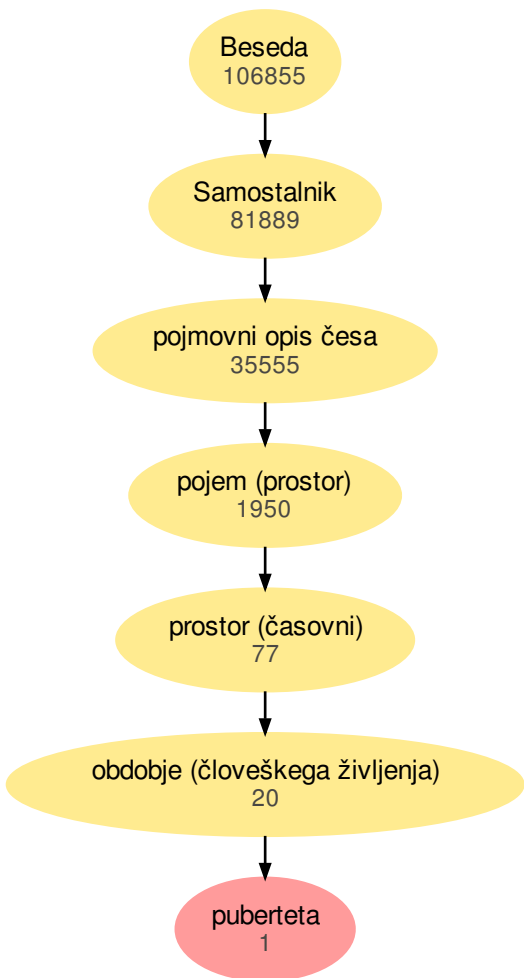 Beseda
106855
Samostalnik
81889
pojmovni opis česa
35555
pojem (prostor)
1950
prostor (časovni)
77
obdobje (človeškega življenja)
20
puberteta
1